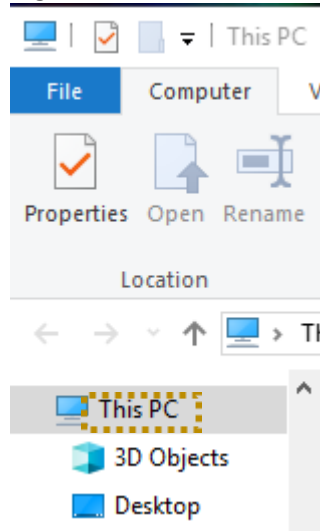 This PC
File Computer
Properties Open Rename
Location
This PC
3D Objects
Desktop